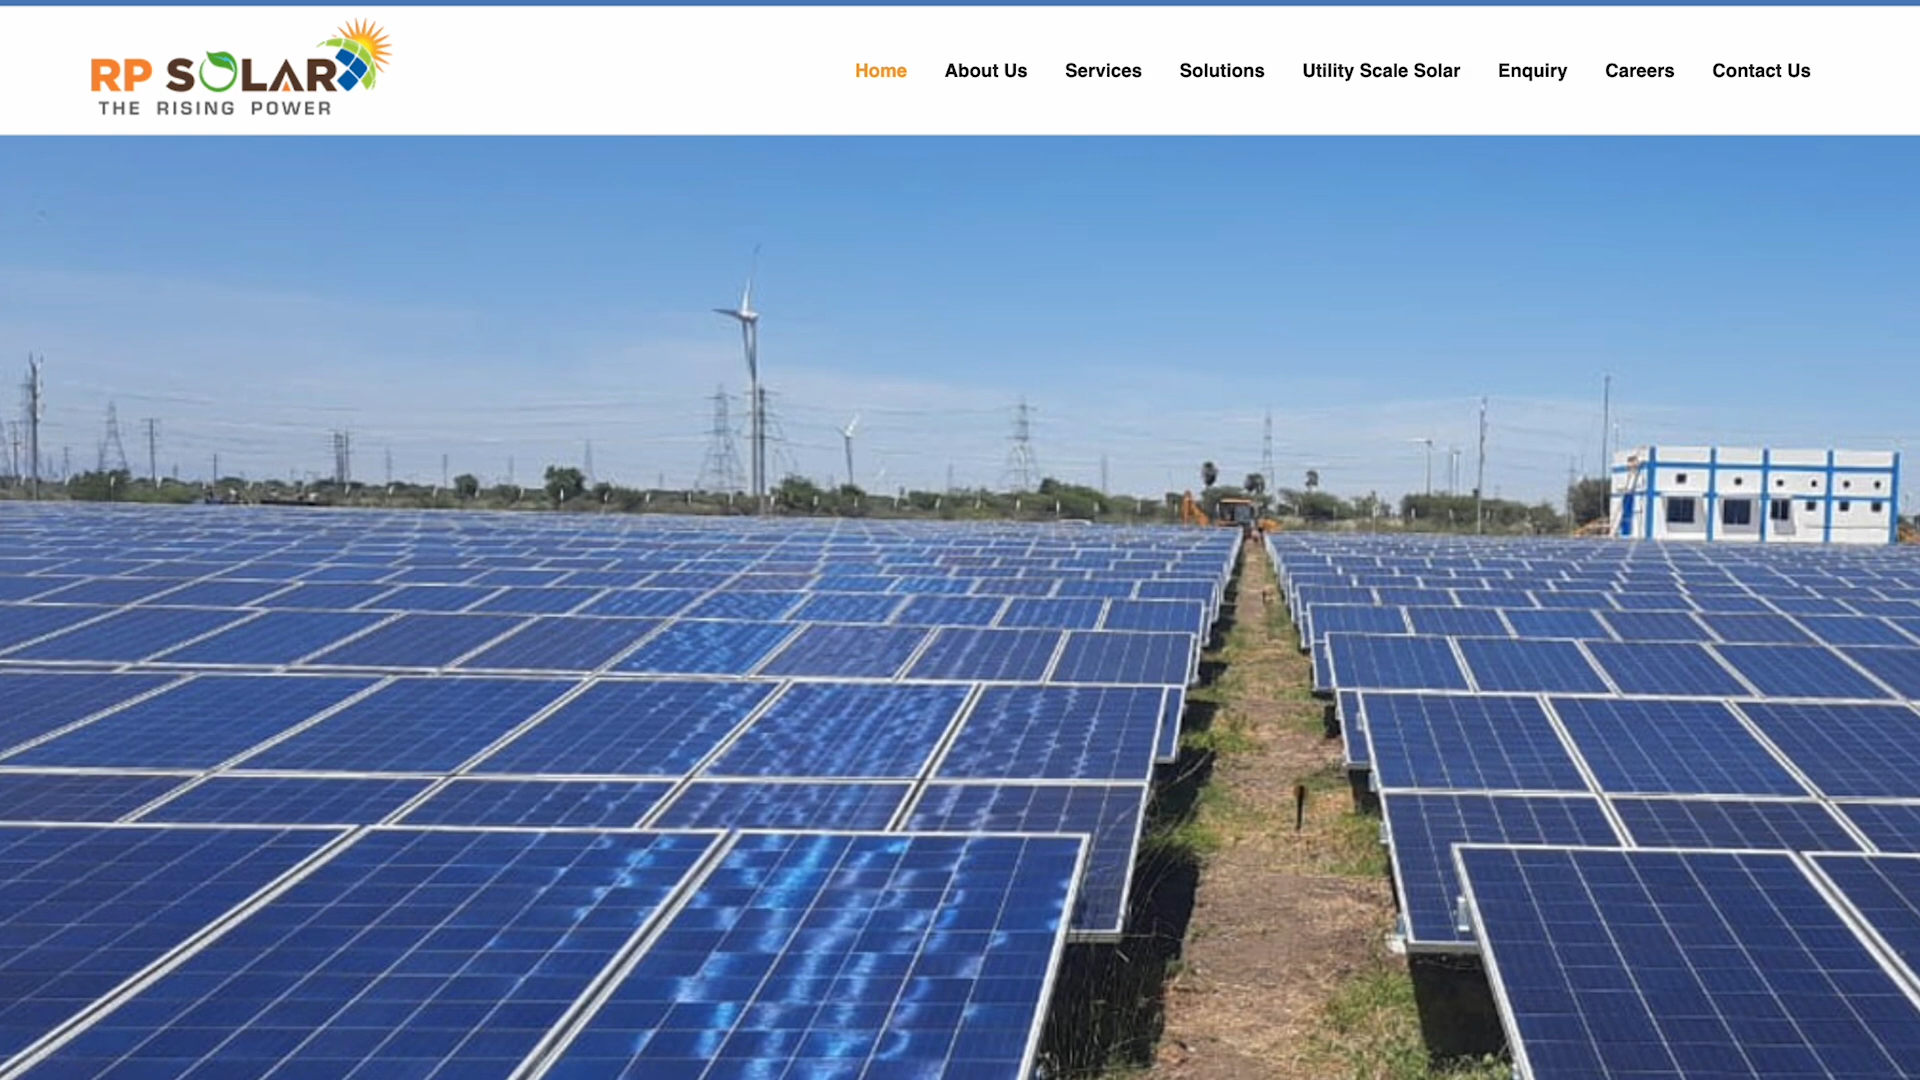 RP SOLAR
THE RISING POWER
Home About Us Services Solutions Utility Scale Solar Enquiry Careers Contact Us